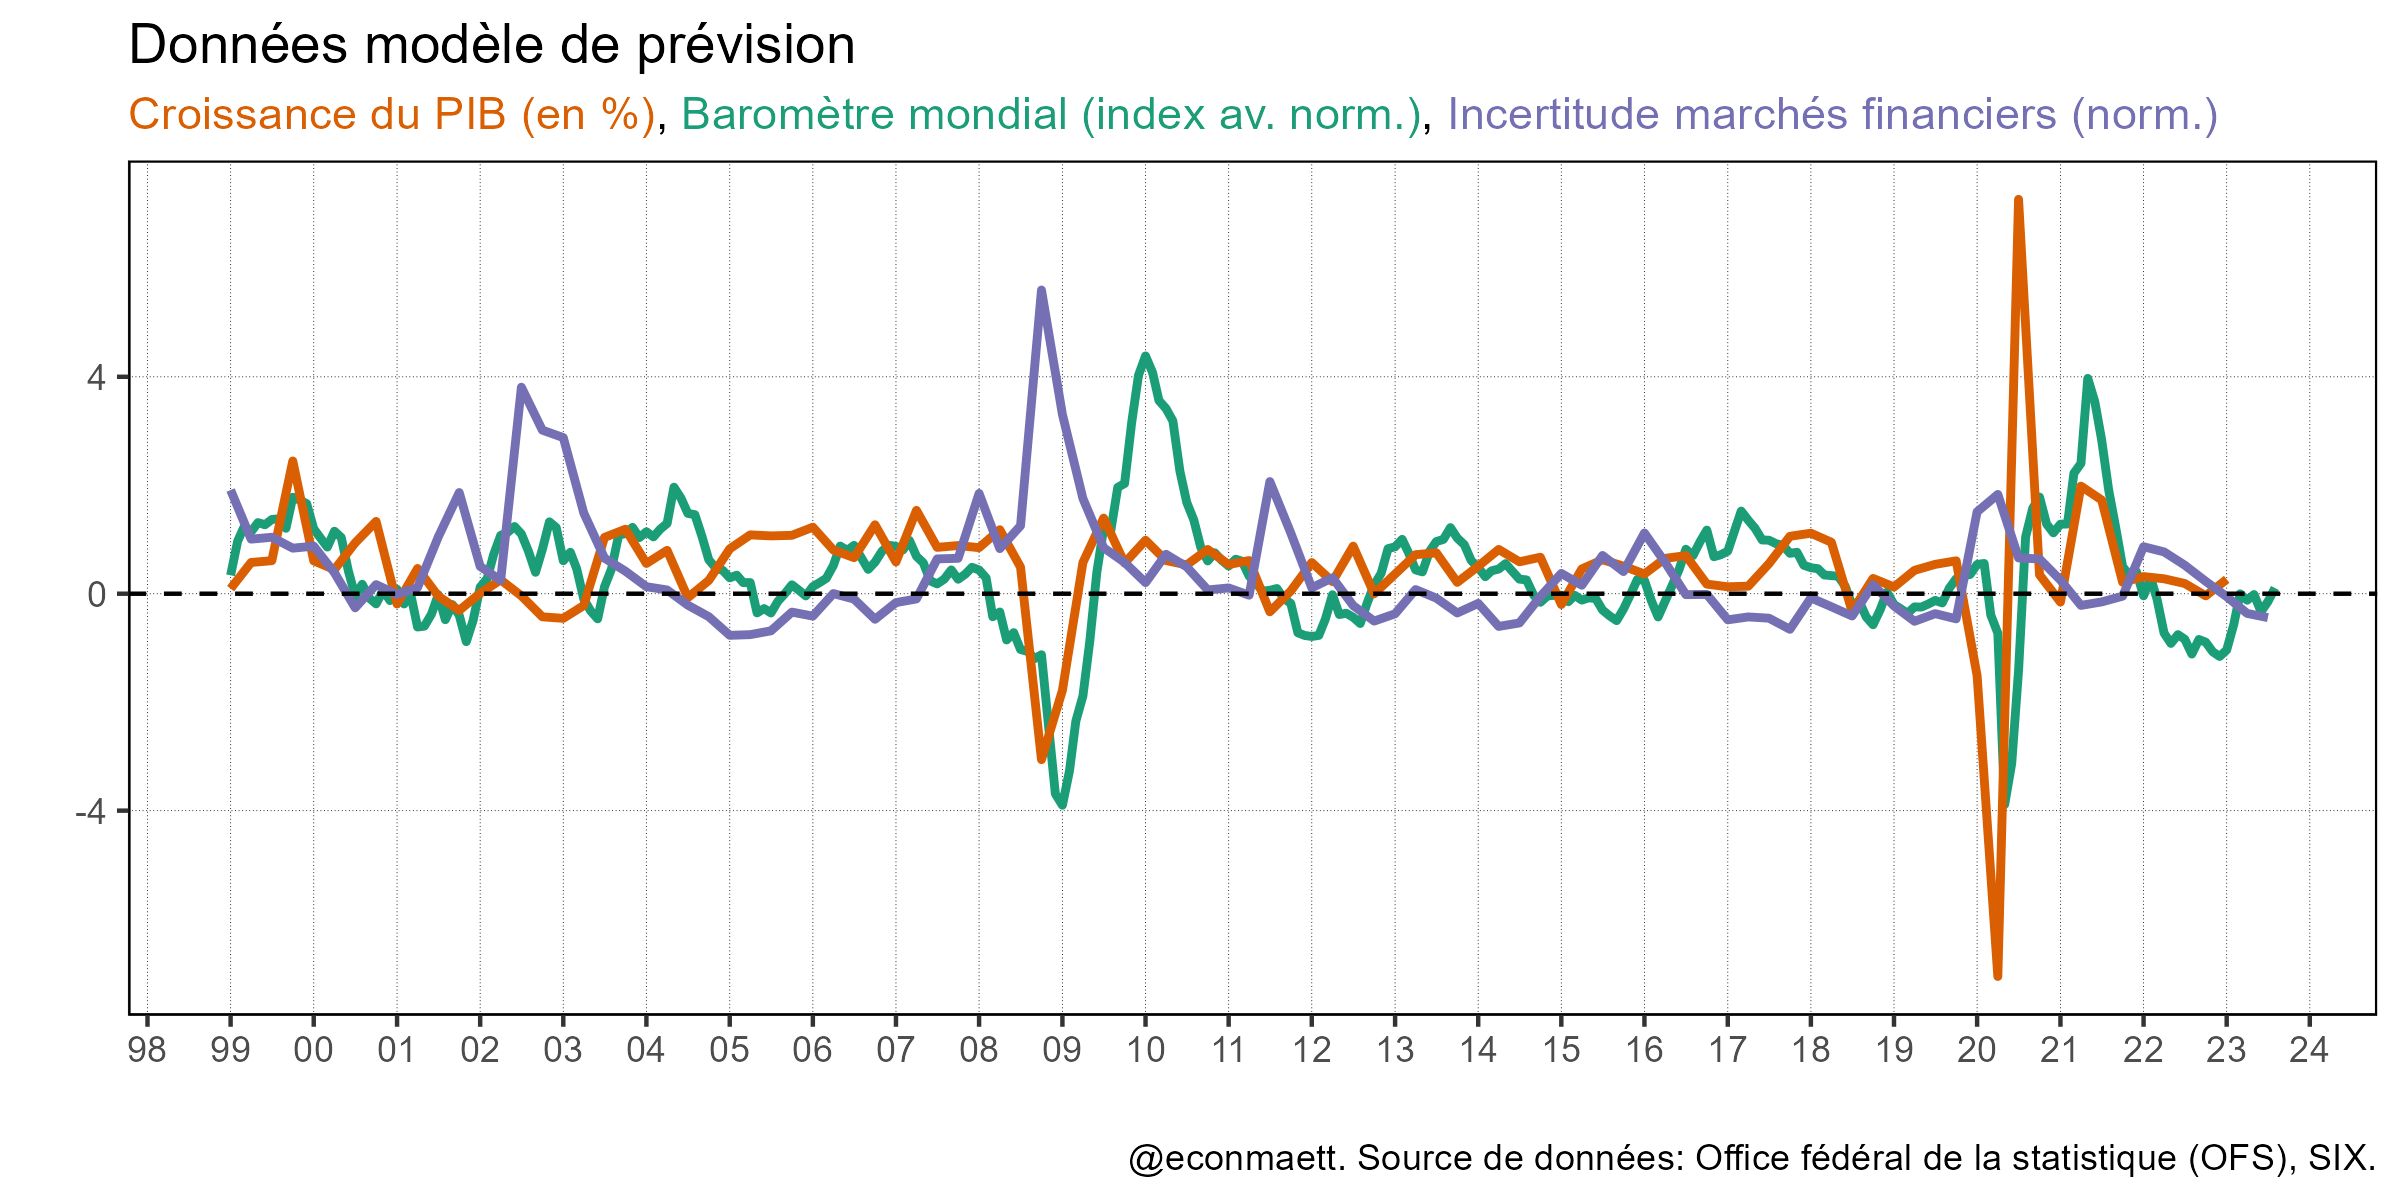 Données modèle de prévision
Croissance du PIB (en %), Baromètre mondial (index av. norm.), Incertitude marchés financiers (norm.)
4
0
-4
98 99 00 01 02 03 04 05 06 07 08 09 10 11 12 13 14 15 16 17 18 19 20 21 22 23 24
@econmaett. Source de données: Office fédéral de la statistique (OFS), SIX.